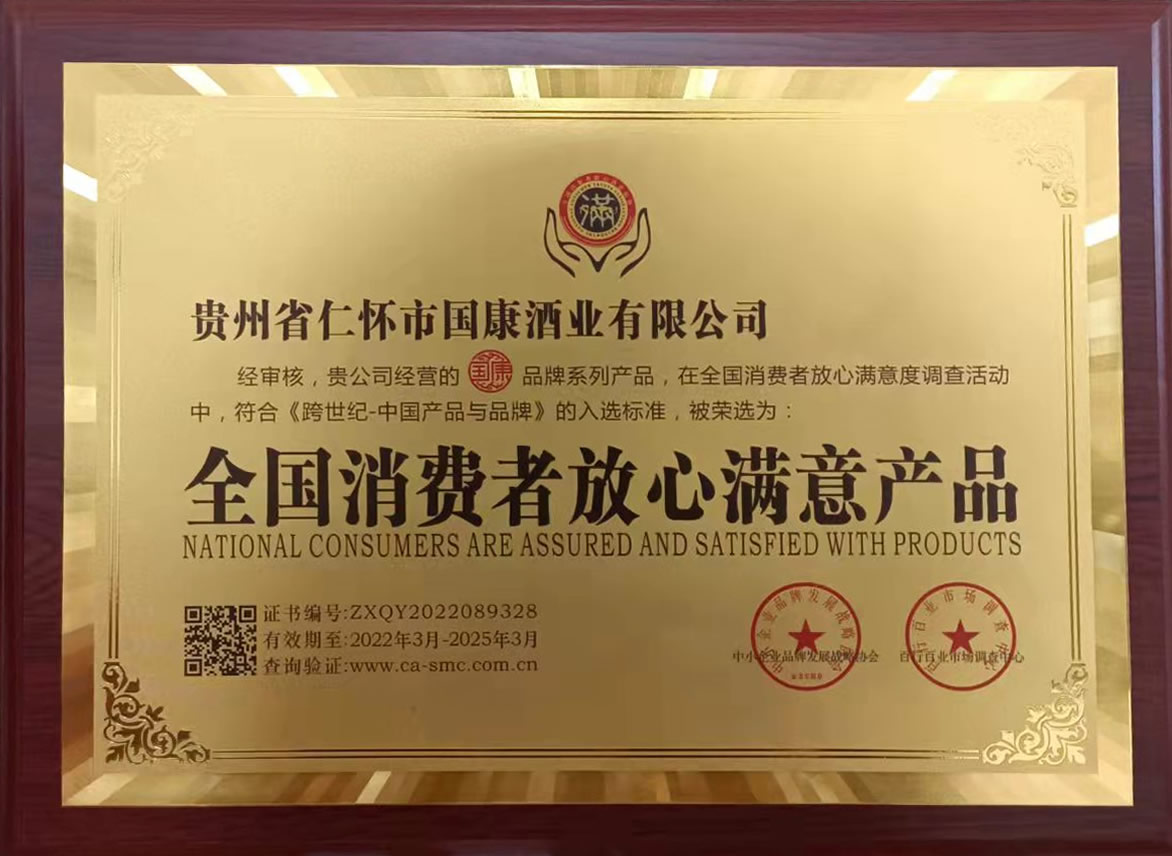 满
贵州省仁怀市国康酒业有限公司
经审核，贵公司经营的 国康 品牌系列产品，在全国消费者放心满意度调查活动
中，符合《跨世纪-中国产品与品牌》的入选标准，被荣选为：
全国消费者放心满意产品
NATIONAL CONSUMERS ARE ASSURED AND SATISFIED WITH PRODUCTS
证书编号:ZXQY2022089328
有效期至:2022年3月-2025年3月
查询验证:www.ca-smc.com.cn
中小企业品牌发展战略协会
百行百业市场调查中心